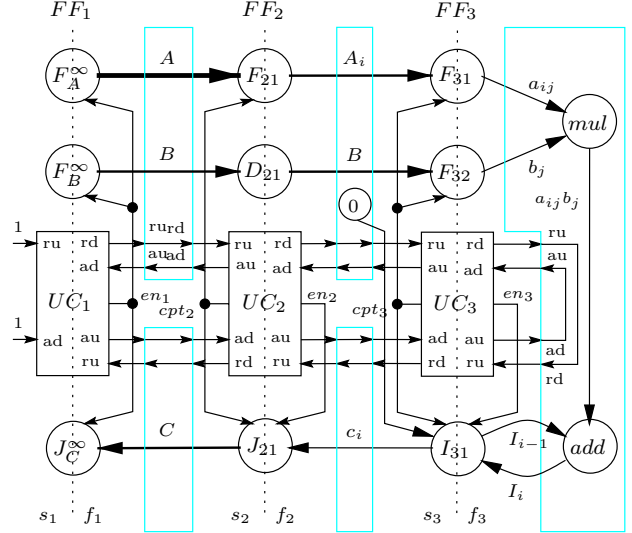 FF1 FF2 FF3
A Ai
F∞A F21 F31
aij
mul
B B
F∞B D21 F32
bj
0
aijbj
1 ru rd ru rd ru rd ru rd ru
ad au ad au ad au ad au
UC1 en1 cpt2 UC2 en2 cpt3 UC3 en3
1 ad au ad au ad au ad
ru rd ru rd ru rd
C ci Ii−1
J∞C J21 I31 add
Ii
s1 f1 s2 f2 s3 f3